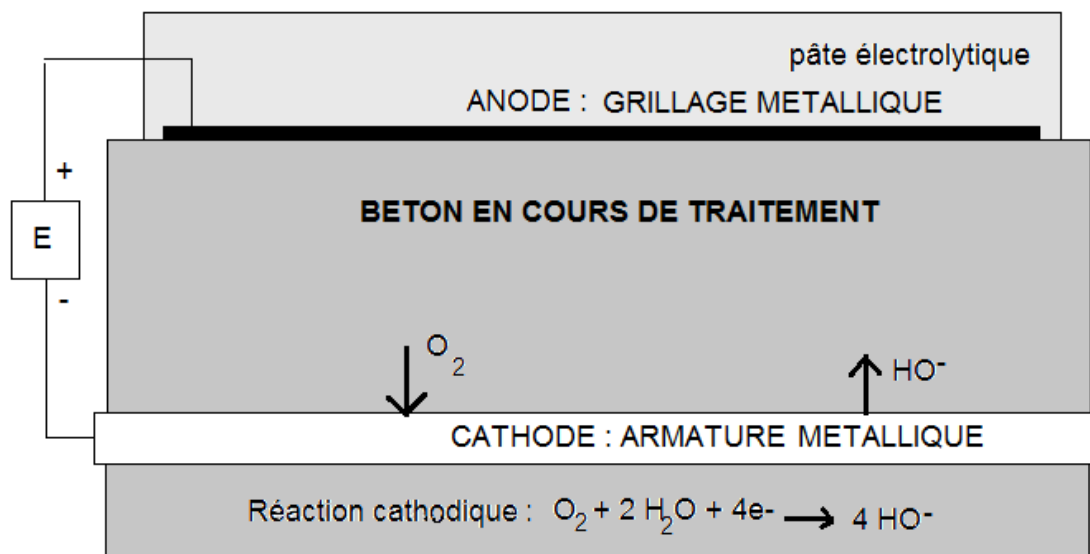 pâte électrolytique
ANODE : GRILLAGE METALLIQUE
+
BETON EN COURS DE TRAITEMENT
E
-
O₂
HO⁻
CATHODE : ARMATURE METALLIQUE
Réaction cathodique : O₂ + 2 H₂O + 4e- → 4 HO⁻